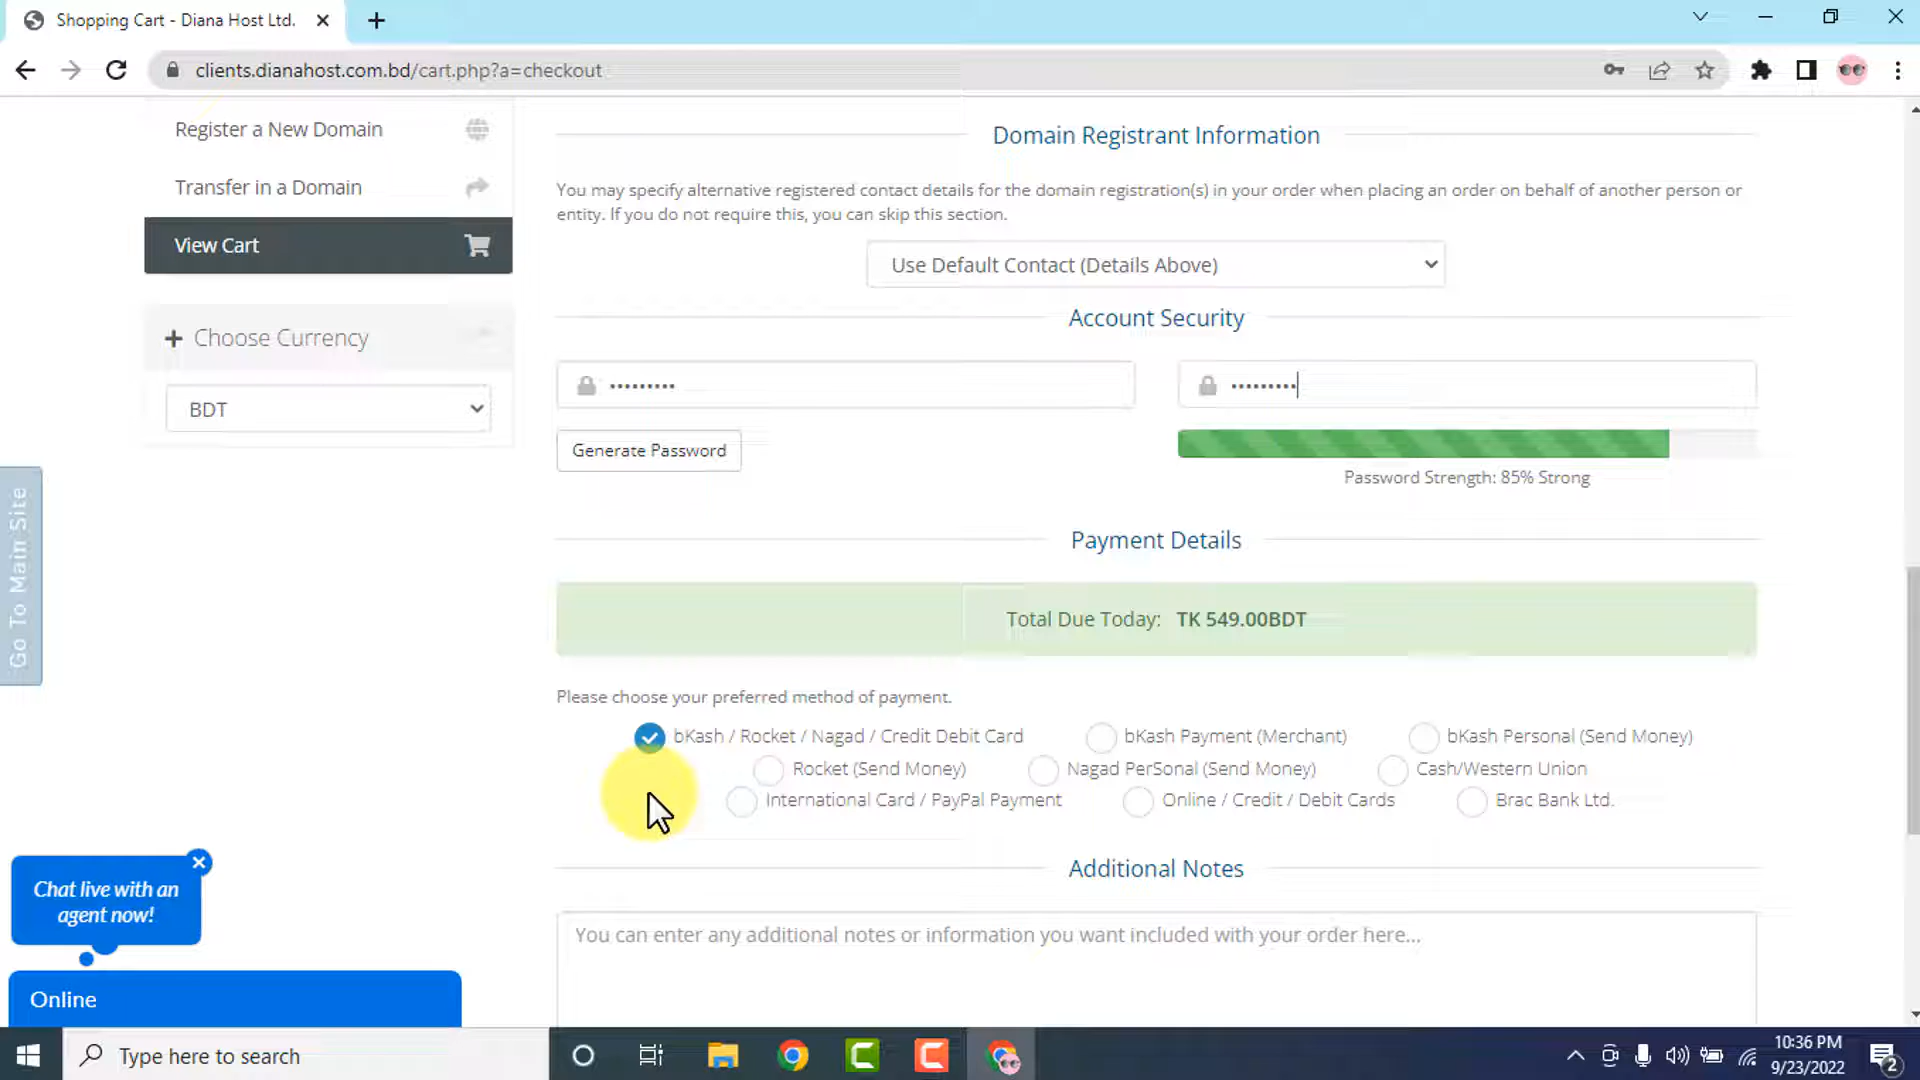 Shopping Cart - Diana Host Ltd.
clients.dianahost.com.bd/cart.php?a=checkout
Register a New Domain
Transfer in a Domain
View Cart
Choose Currency
BDT
Go To Main Site
Domain Registrant Information
You may specify alternative registered contact details for the domain registration(s) in your order when placing an order on behalf of another person or
entity. If you do not require this, you can skip this section.
Use Default Contact (Details Above)
Account Security
•••••••••
•••••••••
Generate Password
Password Strength: 85% Strong
Payment Details
Total Due Today: TK 549.00BDT
Please choose your preferred method of payment.
bKash / Rocket / Nagad / Credit Debit Card
bKash Payment (Merchant)
bKash Personal (Send Money)
Rocket (Send Money)
Nagad PerSonal (Send Money)
Cash/Western Union
International Card / PayPal Payment
Online / Credit / Debit Cards
Brac Bank Ltd.
Additional Notes
You can enter any additional notes or information you want included with your order here...
Chat live with an
agent now!
Online
Type here to search
10:36 PM
9/23/2022
2